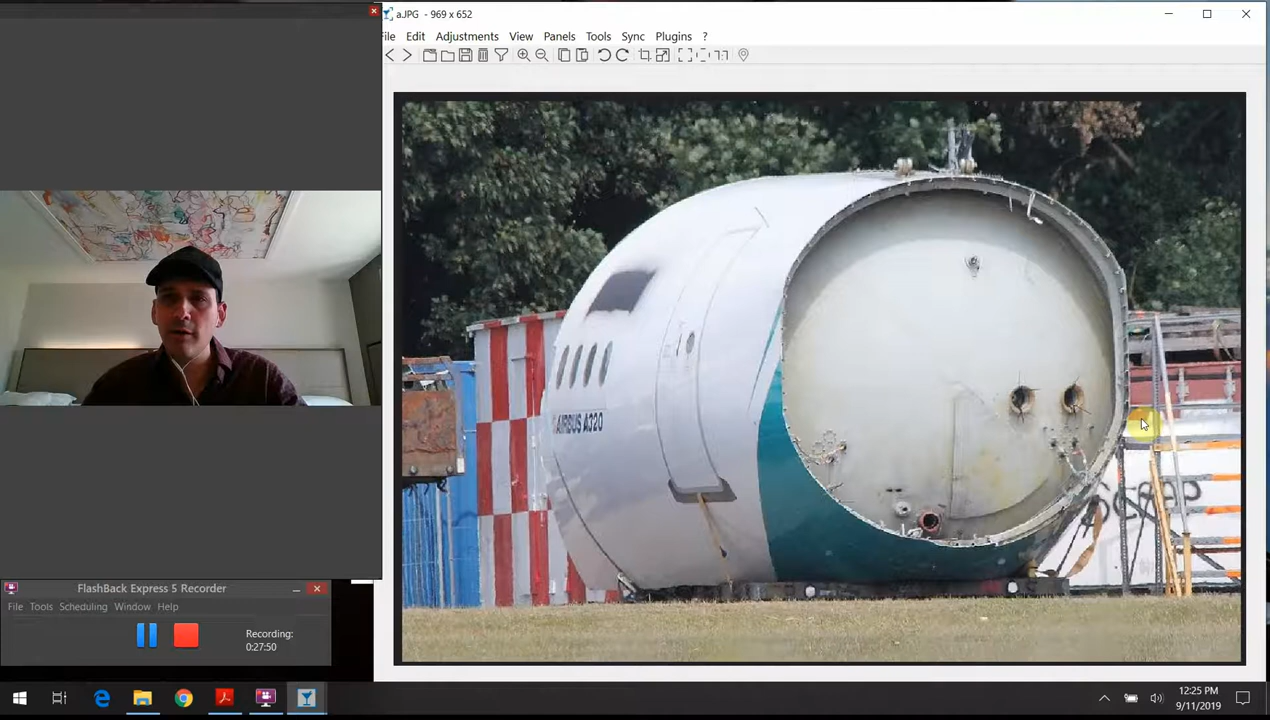 a.JPG - 969 x 652
File Edit Adjustments View Panels Tools Sync Plugins ?
AIRBUS A320
FlashBack Express 5 Recorder
File Tools Scheduling Window Help
Recording:
0:27:50
12:25 PM
9/11/2019